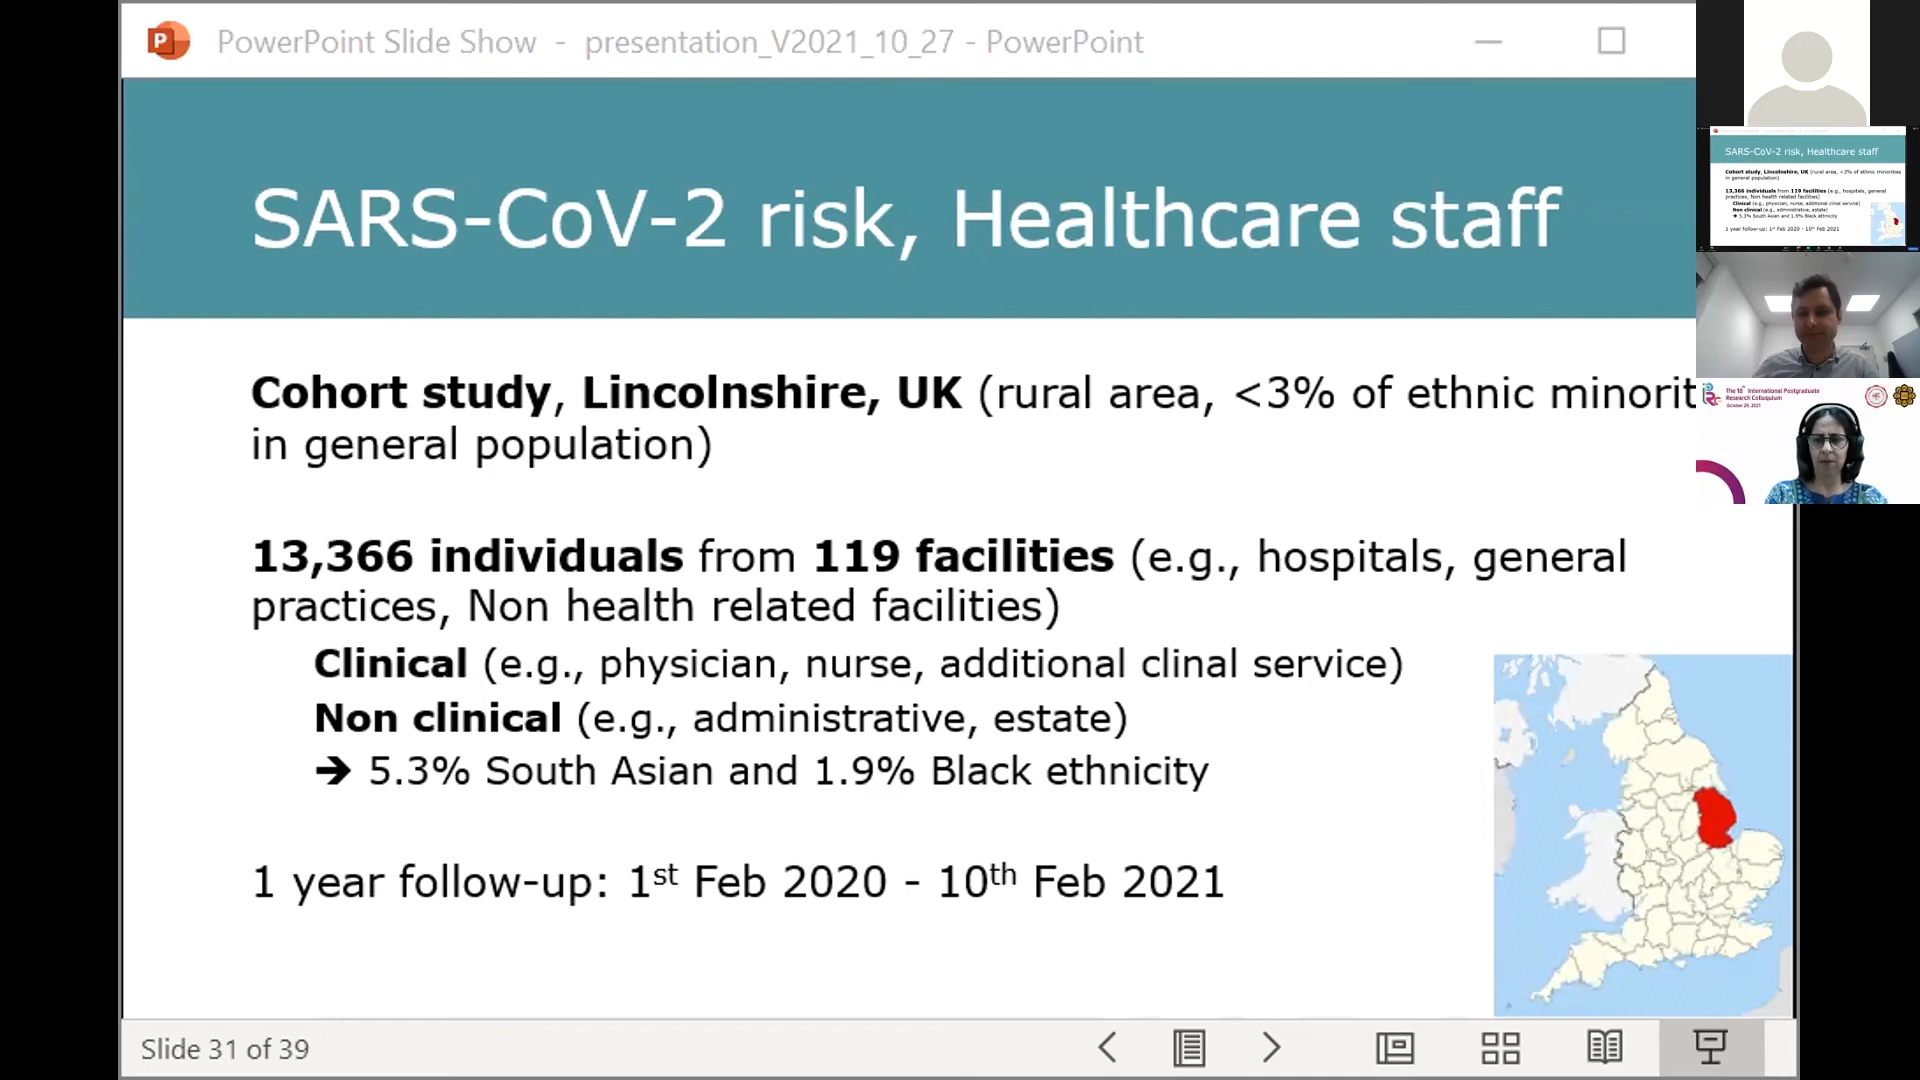 PowerPoint Slide Show - presentation_V2021_10_27 - PowerPoint
SARS-CoV-2 risk, Healthcare staff
Cohort study, Lincolnshire, UK (rural area, <3% of ethnic minorit
in general population)
13,366 individuals from 119 facilities (e.g., hospitals, general
practices, Non health related facilities)
Clinical (e.g., physician, nurse, additional clinal service)
Non clinical (e.g., administrative, estate)
➔ 5.3% South Asian and 1.9% Black ethnicity
1 year follow-up: 1st Feb 2020 - 10th Feb 2021
Slide 31 of 39
SARS-CoV-2 risk, Healthcare staff
Cohort study, Lincolnshire, UK (rural area, <3% of ethnic minorities
in general population)
13,366 individuals from 119 facilities (e.g., hospitals, general
practices, Non health related facilities)
Clinical (e.g., physician, nurse, additional clinal service)
Non clinical (e.g., administrative, estate)
➔ 5.3% South Asian and 1.9% Black ethnicity
1 year follow-up: 1st Feb 2020 - 10th Feb 2021
International Postgraduate
Research Colloquium
October 29, 2021